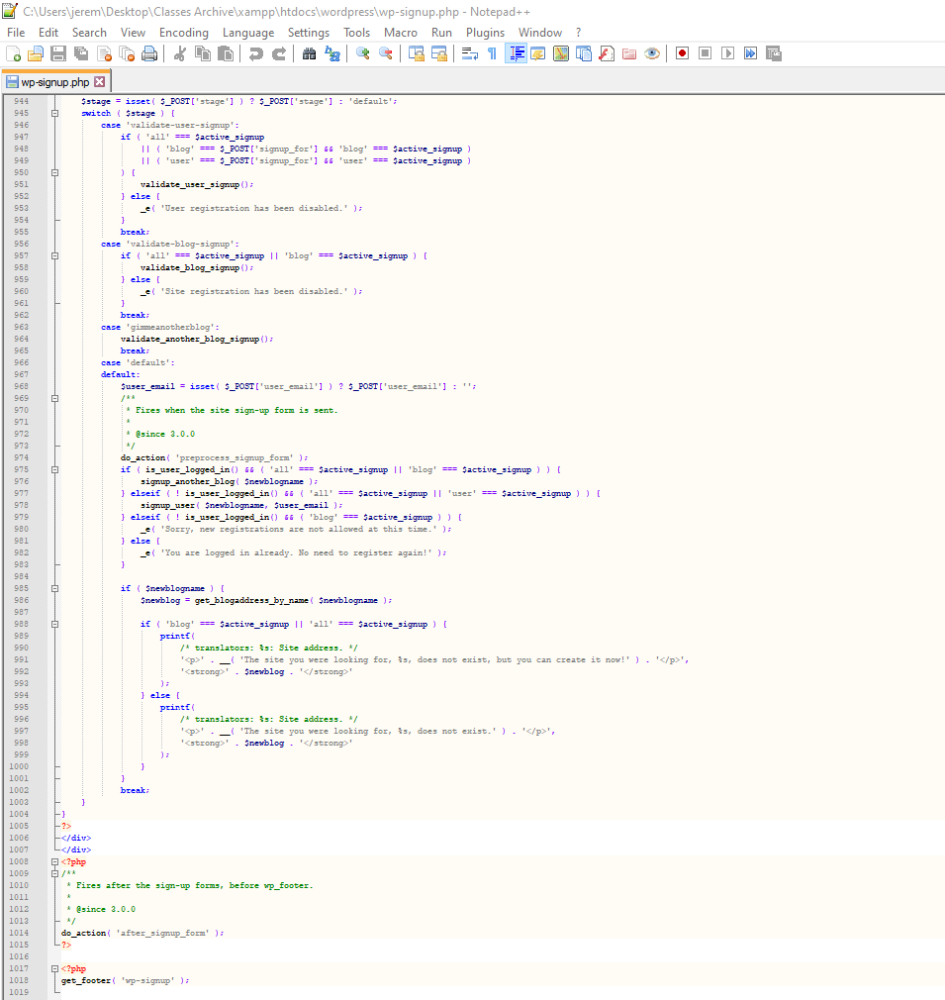 C:\Users\jerem\Desktop\Classes Archive\xampp\htdocs\wordpress\wp-signup.php - Notepad++
File Edit Search View Encoding Language Settings Tools Macro Run Plugins Window ?
wp-signup.php
944 $stage = isset( $_POST['stage'] ) ? $_POST['stage'] : 'default';
945 switch ( $stage ) {
946 case 'validate-user-signup':
947 if ( 'all' === $active_signup
948 || ( 'blog' === $_POST['signup_for'] && 'blog' === $active_signup )
949 || ( 'user' === $_POST['signup_for'] && 'user' === $active_signup )
950 ) {
951 validate_user_signup();
952 } else {
953 _e( 'User registration has been disabled.' );
954 }
955 break;
956 case 'validate-blog-signup':
957 if ( 'all' === $active_signup || 'blog' === $active_signup ) {
958 validate_blog_signup();
959 } else {
960 _e( 'Site registration has been disabled.' );
961 }
962 break;
963 case 'gimmeanotherblog':
964 validate_another_blog_signup();
965 break;
966 case 'default':
967 default:
968 $user_email = isset( $_POST['user_email'] ) ? $_POST['user_email'] : '';
969 /**
970 * Fires when the site sign-up form is sent.
971 *
972 * @since 3.0.0
973 */
974 do_action( 'preprocess_signup_form' );
975 if ( is_user_logged_in() && ( 'all' === $active_signup || 'blog' === $active_signup ) ) {
976 signup_another_blog( $newblogname );
977 } elseif ( ! is_user_logged_in() && ( 'all' === $active_signup || 'user' === $active_signup ) ) {
978 signup_user( $newblogname, $user_email );
979 } elseif ( ! is_user_logged_in() && ( 'blog' === $active_signup ) ) {
980 _e( 'Sorry, new registrations are not allowed at this time.' );
981 } else {
982 _e( 'You are logged in already. No need to register again!' );
983 }
984
985 if ( $newblogname ) {
986 $newblog = get_blogaddress_by_name( $newblogname );
987
988 if ( 'blog' === $active_signup || 'all' === $active_signup ) {
989 printf(
990 /* translators: %s: Site address. */
991 '<p>' . __( 'The site you were looking for, %s, does not exist, but you can create it now!' ) . '</p>',
992 '<strong>' . $newblog . '</strong>'
993 );
994 } else {
995 printf(
996 /* translators: %s: Site address. */
997 '<p>' . __( 'The site you were looking for, %s, does not exist.' ) . '</p>',
998 '<strong>' . $newblog . '</strong>'
999 );
1000 }
1001 }
1002 break;
1003 }
1004 }
1005 ?>
1006 </div>
1007 </div>
1008 <?php
1009 /**
1010 * Fires after the sign-up forms, before wp_footer.
1011 *
1012 * @since 3.0.0
1013 */
1014 do_action( 'after_signup_form' );
1015 ?>
1016
1017 <?php
1018 get_footer( 'wp-signup' );
1019